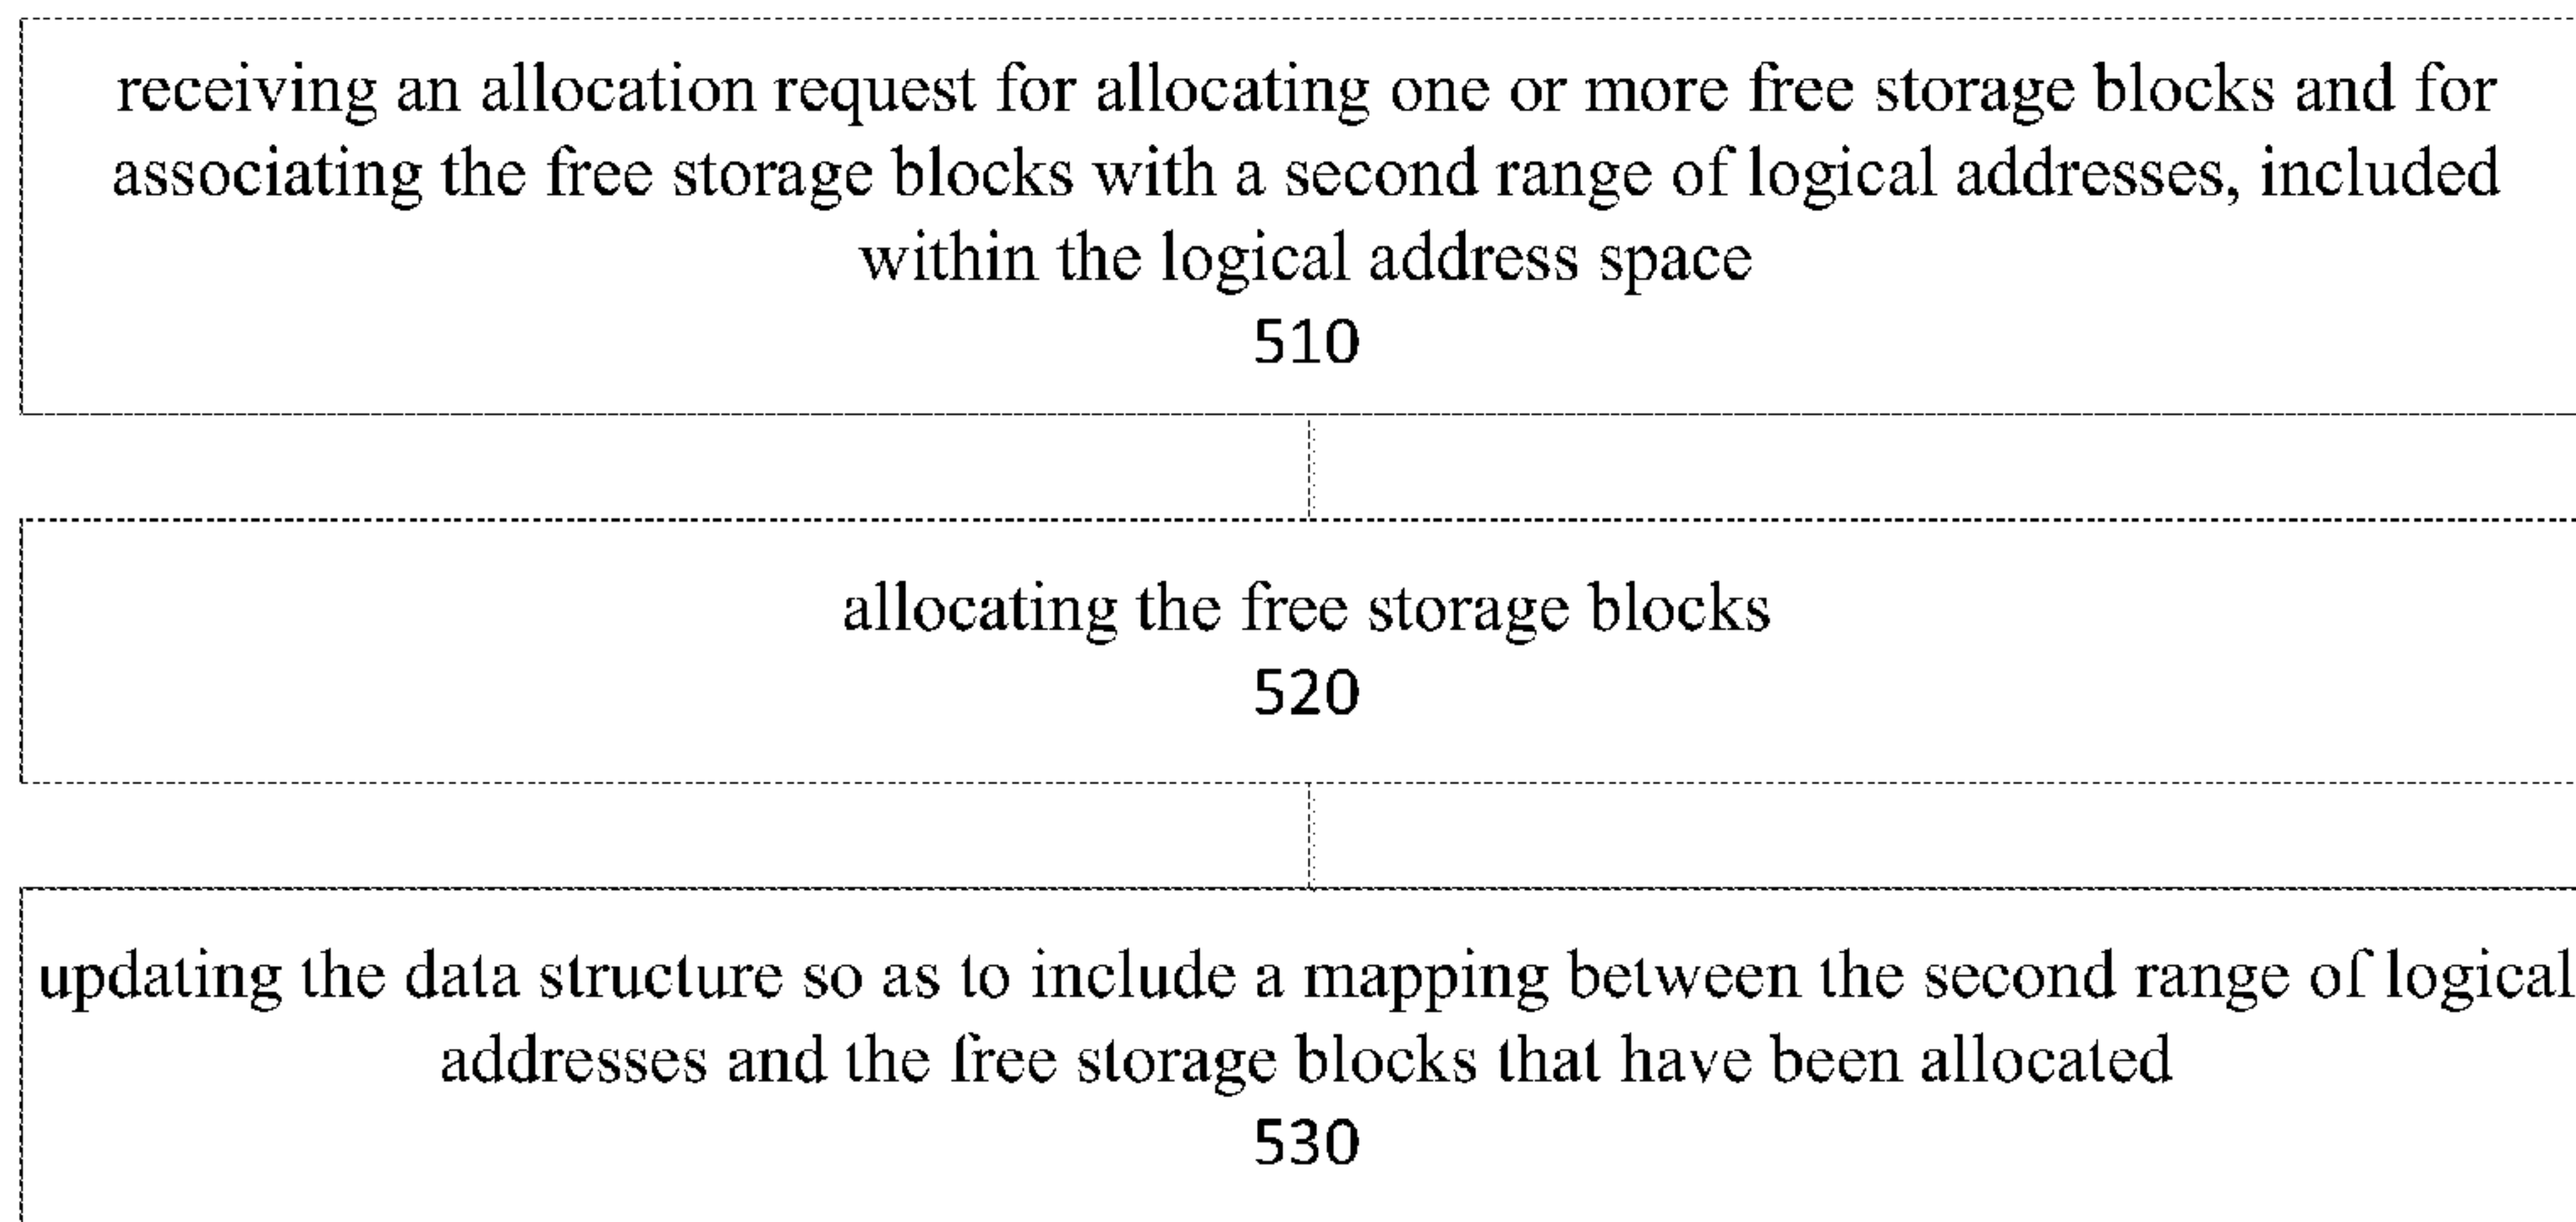 receiving an allocation request for allocating one or more free storage blocks and for
associating the free storage blocks with a second range of logical addresses, included
within the logical address space
510
allocating the free storage blocks
520
updating the data structure so as to include a mapping between the second range of logical
addresses and the free storage blocks that have been allocated
530